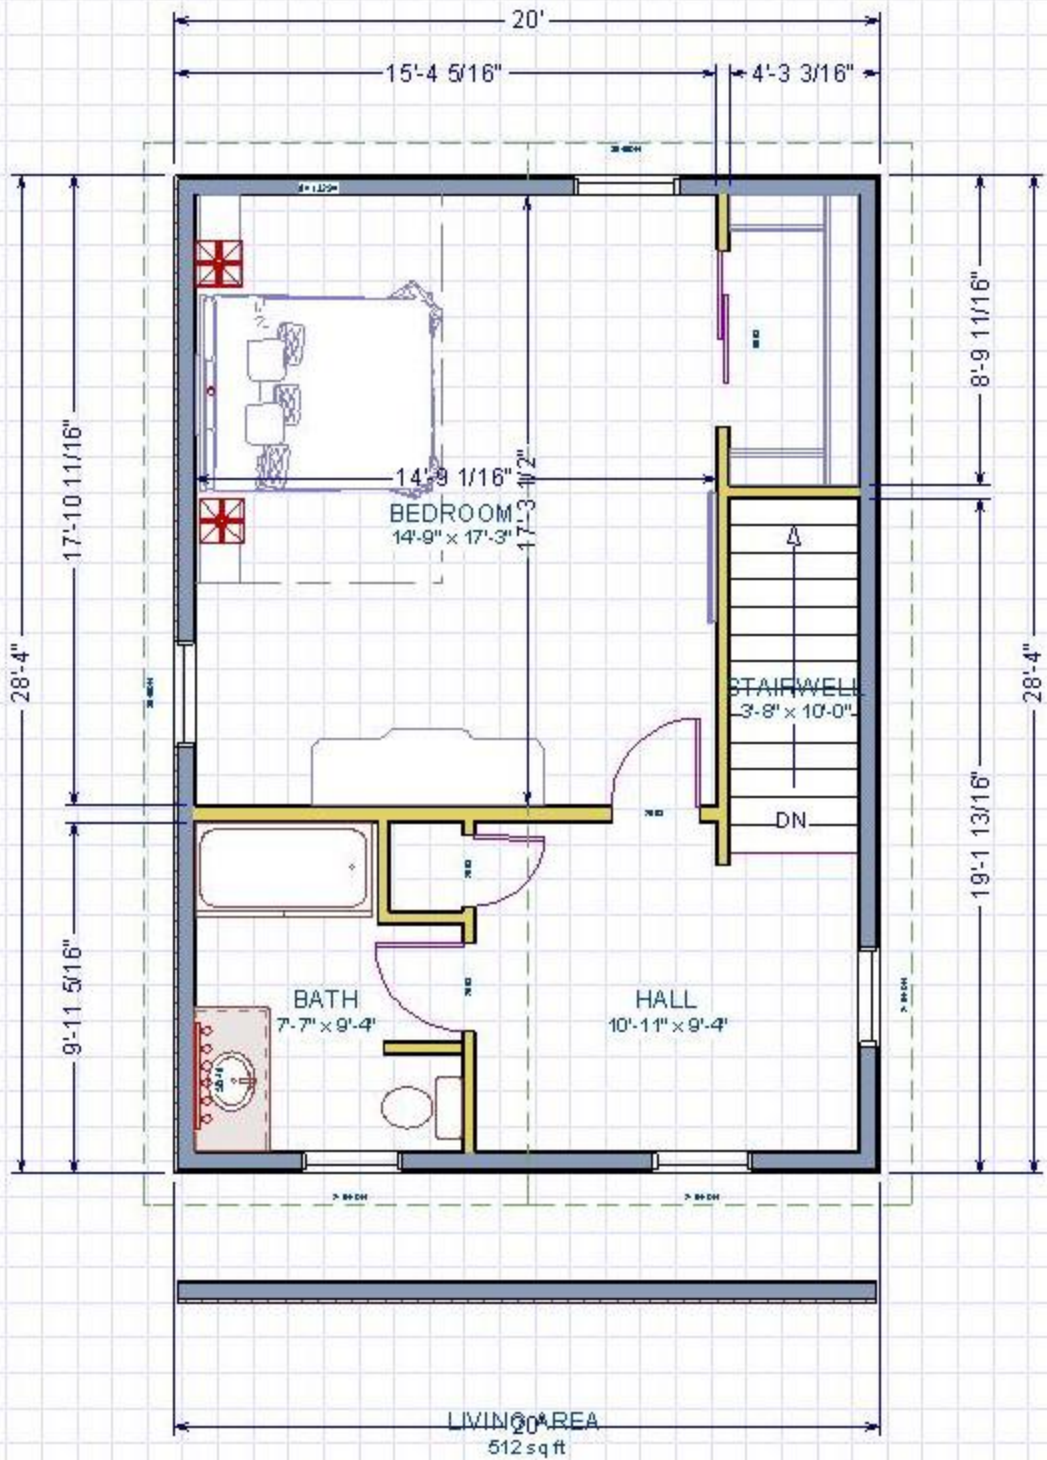 20'
15'-4 5/16"
4'-3 3/16"
17'-10 11/16"
8'-9 11/16"
14'-9 1/16"
17'-3 1/2"
BEDROOM
14'-9" x 17'-3"
28'-4"
28'-4"
STAIRWELL
3'-8" x 10'-0"
DN
19'-1 13/16"
9'-11 5/16"
BATH
7'-7" x 9'-4"
HALL
10'-11" x 9'-4"
LIVING AREA
20'
512 sq ft